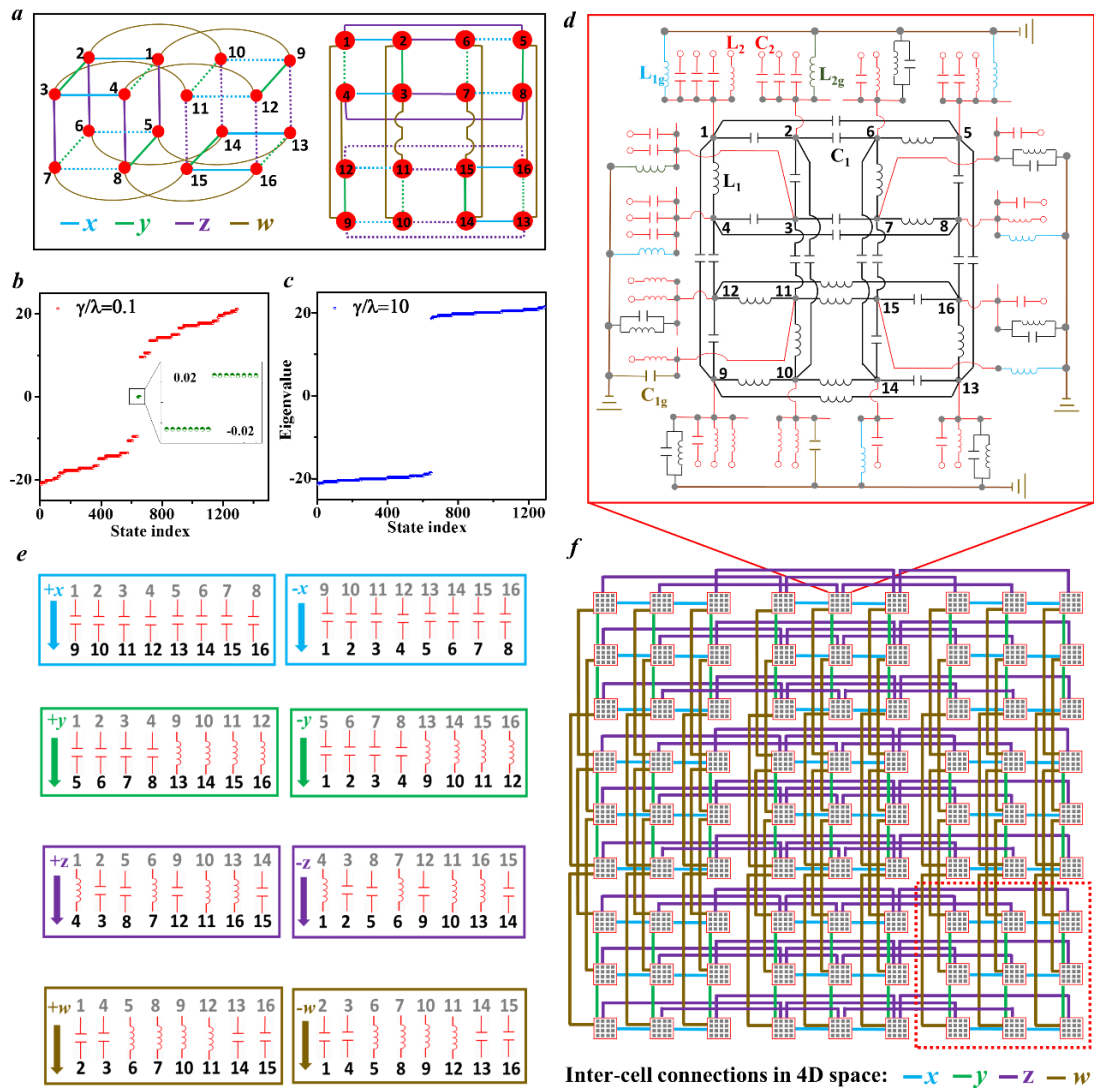 a
2 1 10 9
3 4 11 12
6 5 14 13
7 8 15 16
x y z w
1 2 6 5
4 3 7 8
12 11 15 16
9 10 14 13
b
γ/λ=0.1
20
0
-20
0.02
-0.02
0 400 800 1200
State index
c
γ/λ=10
Eigenvalue
20
0
-20
0 400 800 1200
State index
d
L1g L2 C2 L2g
1 2 6 5
C1
L1
4 3 7 8
12 11 15 16
9 10 14 13
C1g
e
+x 1 2 3 4 5 6 7 8
9 10 11 12 13 14 15 16
-x 9 10 11 12 13 14 15 16
1 2 3 4 5 6 7 8
+y 1 2 3 4 9 10 11 12
5 6 7 8 13 14 15 16
-y 5 6 7 8 13 14 15 16
1 2 3 4 9 10 11 12
+z 1 2 5 6 9 10 13 14
4 3 8 7 12 11 16 15
-z 4 3 8 7 12 11 16 15
1 2 5 6 9 10 13 14
+w 1 4 5 8 9 12 13 16
2 3 6 7 10 11 14 15
-w 2 3 6 7 10 11 14 15
1 4 5 8 9 12 13 16
f
Inter-cell connections in 4D space: x y z w